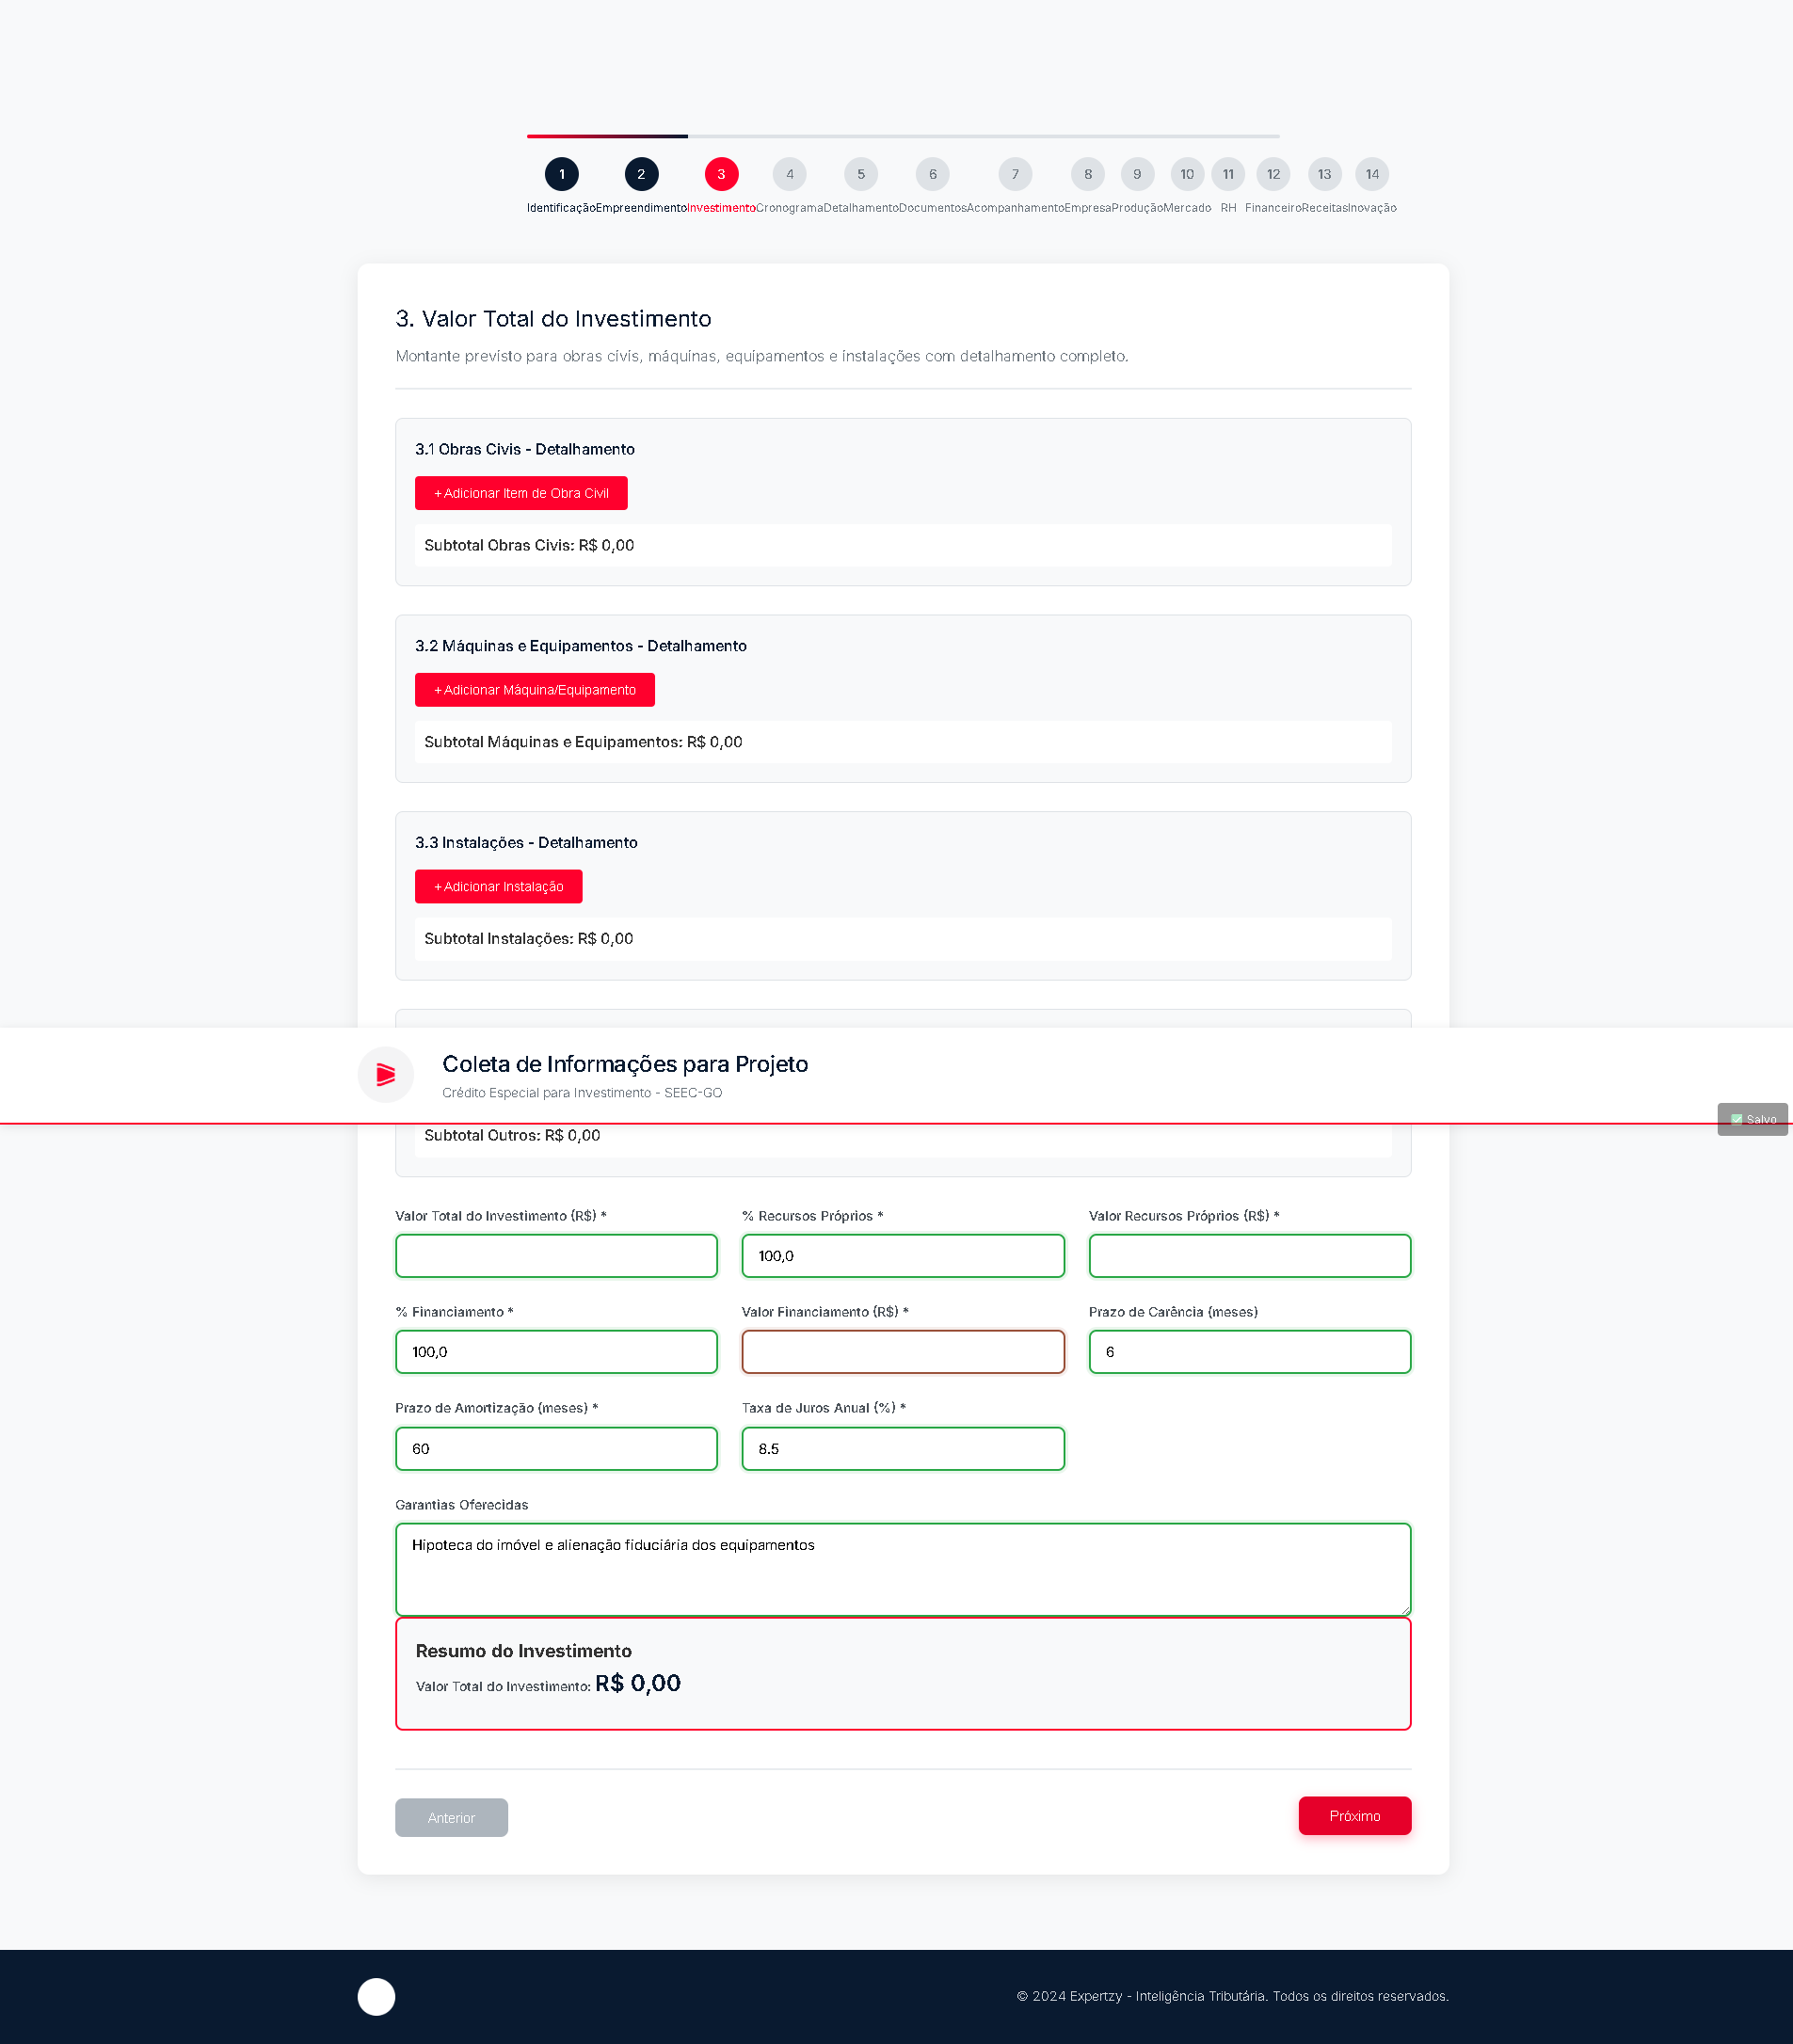 1 2 3 4 5 6 7 8 9 10 11 12 13 14
Identificação Empreendimento Investimento Cronograma Detalhamento Documentos Acompanhamento Empresa Produção Mercado RH Financeiro Receitas Inovação
3. Valor Total do Investimento
Montante previsto para obras civis, máquinas, equipamentos e instalações com detalhamento completo.
3.1 Obras Civis - Detalhamento
+ Adicionar Item de Obra Civil
Subtotal Obras Civis: R$ 0,00
3.2 Máquinas e Equipamentos - Detalhamento
+ Adicionar Máquina/Equipamento
Subtotal Máquinas e Equipamentos: R$ 0,00
3.3 Instalações - Detalhamento
+ Adicionar Instalação
Subtotal Instalações: R$ 0,00
Coleta de Informações para Projeto
Crédito Especial para Investimento - SEEC-GO
✅ Salvo
Subtotal Outros: R$ 0,00
Valor Total do Investimento (R$) * % Recursos Próprios * Valor Recursos Próprios (R$) *
100,0
% Financiamento * Valor Financiamento (R$) * Prazo de Carência (meses)
100,0 6
Prazo de Amortização (meses) * Taxa de Juros Anual (%) *
60 8.5
Garantias Oferecidas
Hipoteca do imóvel e alienação fiduciária dos equipamentos
Resumo do Investimento
Valor Total do Investimento: R$ 0,00
Anterior Próximo
© 2024 Expertzy - Inteligência Tributária. Todos os direitos reservados.